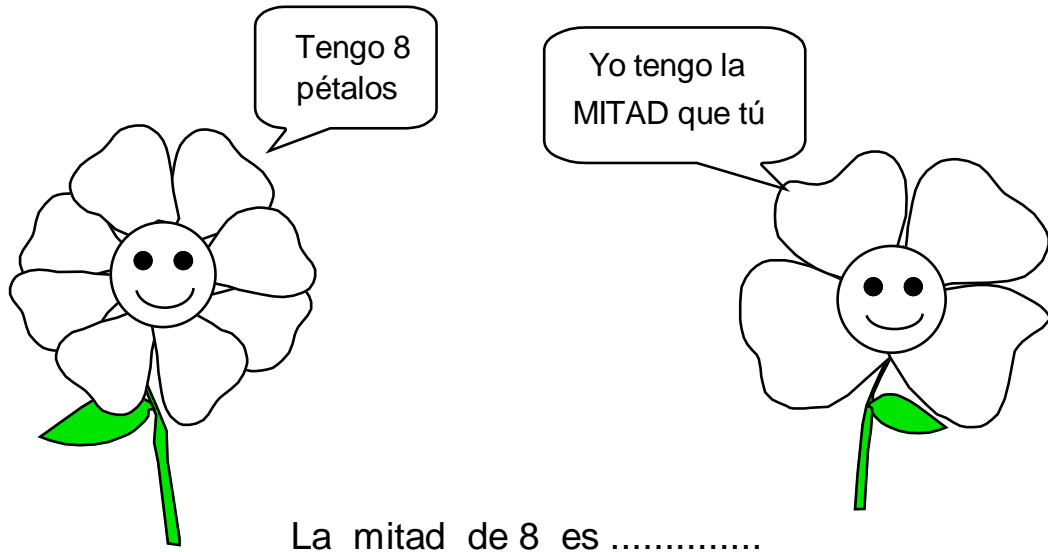 Tengo 8
pétalos
Yo tengo la
MITAD que tú
La mitad de 8 es ..............